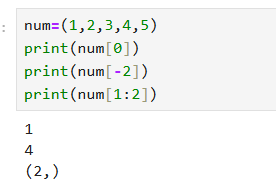 :
num=(1,2,3,4,5)
print(num[0])
print(num[-2])
print(num[1:2])
1
4
(2,)